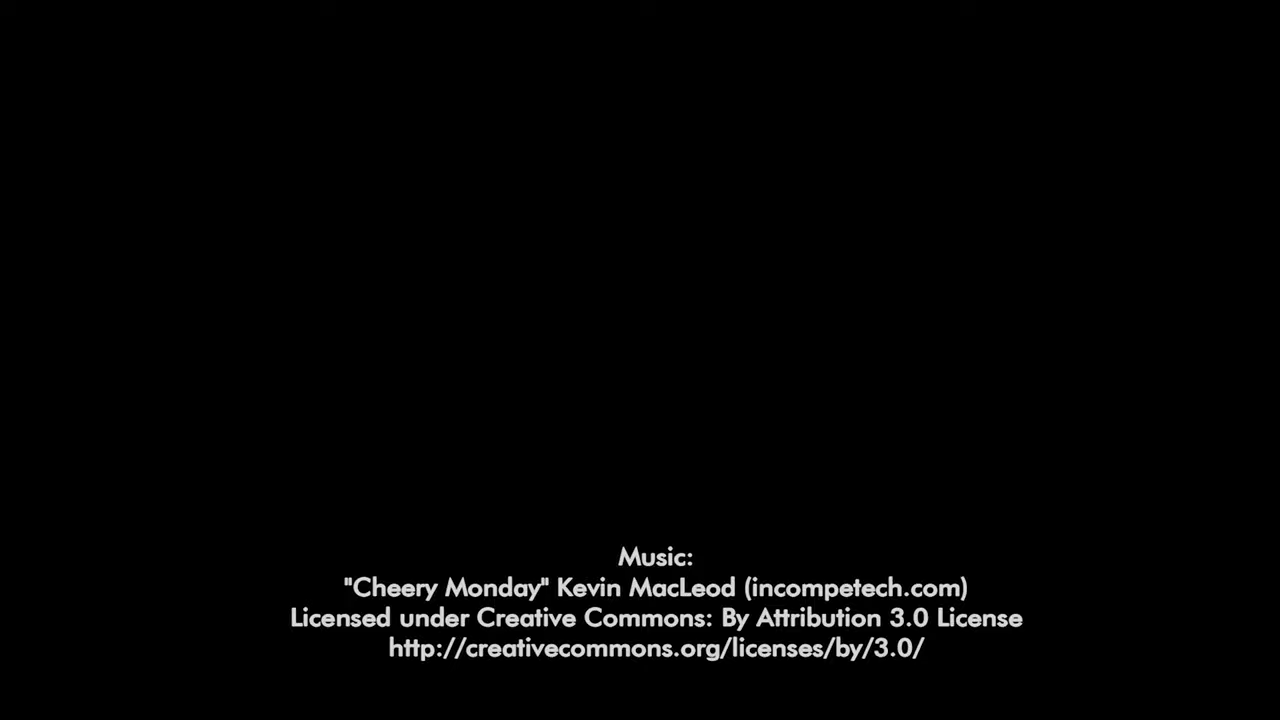 Music:
"Cheery Monday" Kevin MacLeod (incompetech.com)
Licensed under Creative Commons: By Attribution 3.0 License
http://creativecommons.org/licenses/by/3.0/